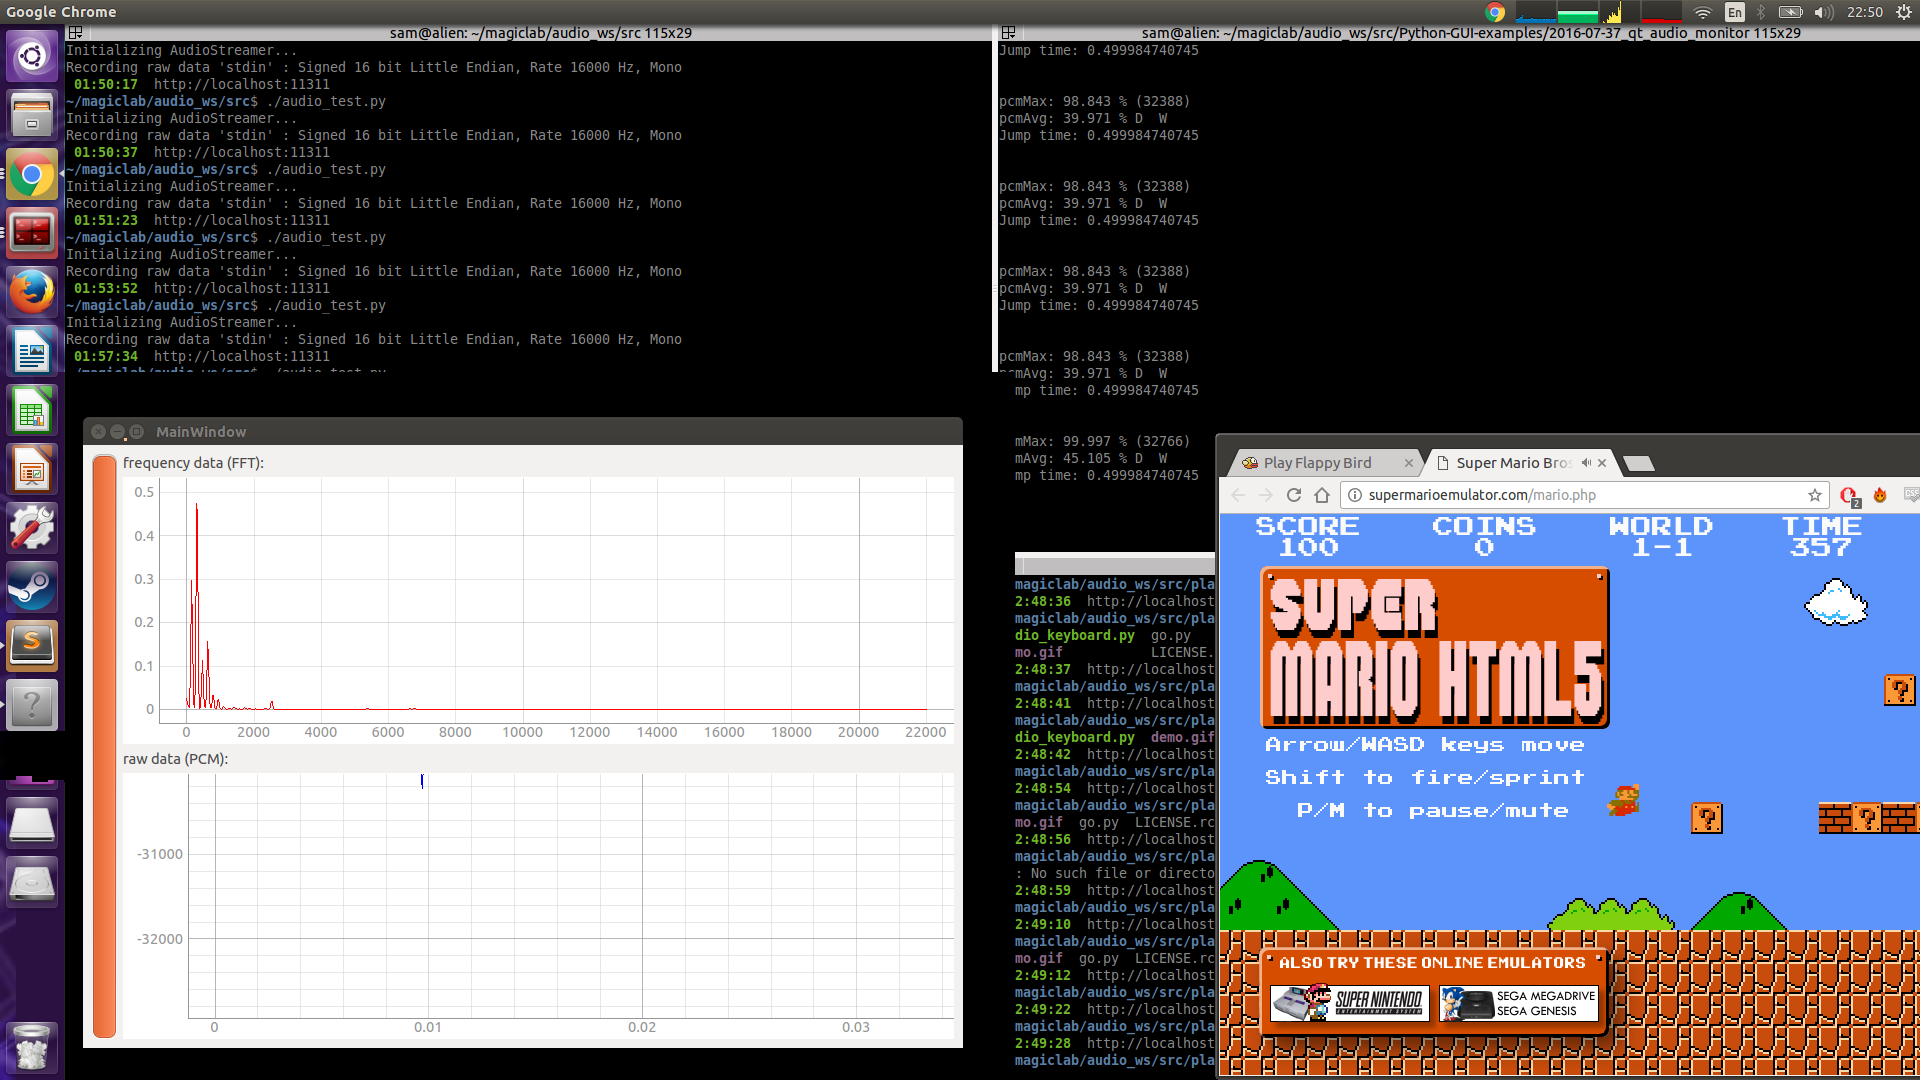 Google Chrome
En
22:50
sam@alien: ~/magiclab/audio_ws/src 115x29
Initializing AudioStreamer...
Recording raw data 'stdin' : Signed 16 bit Little Endian, Rate 16000 Hz, Mono
01:50:17 http://localhost:11311
~/magiclab/audio_ws/src$ ./audio_test.py
Initializing AudioStreamer...
Recording raw data 'stdin' : Signed 16 bit Little Endian, Rate 16000 Hz, Mono
01:50:37 http://localhost:11311
~/magiclab/audio_ws/src$ ./audio_test.py
Initializing AudioStreamer...
Recording raw data 'stdin' : Signed 16 bit Little Endian, Rate 16000 Hz, Mono
01:51:23 http://localhost:11311
~/magiclab/audio_ws/src$ ./audio_test.py
Initializing AudioStreamer...
Recording raw data 'stdin' : Signed 16 bit Little Endian, Rate 16000 Hz, Mono
01:53:52 http://localhost:11311
~/magiclab/audio_ws/src$ ./audio_test.py
Initializing AudioStreamer...
Recording raw data 'stdin' : Signed 16 bit Little Endian, Rate 16000 Hz, Mono
01:57:34 http://localhost:11311
~/magiclab/audio_ws/src$ ./audio_test.py
sam@alien: ~/magiclab/audio_ws/src/Python-GUI-examples/2016-07-37_qt_audio_monitor 115x29
Jump time: 0.499984740745
pcmMax: 98.843 % (32388)
pcmAvg: 39.971 % D W
Jump time: 0.499984740745
pcmMax: 98.843 % (32388)
pcmAvg: 39.971 % D W
Jump time: 0.499984740745
pcmMax: 98.843 % (32388)
pcmAvg: 39.971 % D W
Jump time: 0.499984740745
pcmMax: 98.843 % (32388)
pcmAvg: 39.971 % D W
mp time: 0.499984740745
mMax: 99.997 % (32766)
mAvg: 45.105 % D W
mp time: 0.499984740745
MainWindow
frequency data (FFT):
0.5
0.4
0.3
0.2
0.1
0
0 2000 4000 6000 8000 10000 12000 14000 16000 18000 20000 22000
raw data (PCM):
-31000
-32000
0 0.01 0.02 0.03
magiclab/audio_ws/src/pla
2:48:36 http://localhost
magiclab/audio_ws/src/pla
dio_keyboard.py go.py
mo.gif LICENSE.
2:48:37 http://localhost
magiclab/audio_ws/src/pla
2:48:41 http://localhost
magiclab/audio_ws/src/pla
dio_keyboard.py demo.gif
2:48:42 http://localhost
magiclab/audio_ws/src/pla
2:48:54 http://localhost
magiclab/audio_ws/src/pla
mo.gif go.py LICENSE.rc
2:48:56 http://localhost
magiclab/audio_ws/src/pla
: No such file or directo
2:48:59 http://localhost
magiclab/audio_ws/src/pla
2:49:10 http://localhost
magiclab/audio_ws/src/pla
mo.gif go.py LICENSE.rc
2:49:12 http://localhost
magiclab/audio_ws/src/pla
2:49:22 http://localhost
magiclab/audio_ws/src/pla
2:49:28 http://localhost
magiclab/audio_ws/src/pla
Play Flappy Bird
Super Mario Bros
supermarioemulator.com/mario.php
2
SCORE COINS WORLD TIME
100 0 1-1 357
SUPER
MARIO HTML5
Arrow/WASD keys move
Shift to fire/sprint
P/M to pause/mute
ALSO TRY THESE ONLINE EMULATORS
SUPER NINTENDO
ENTERTAINMENT SYSTEM
SEGA MEGADRIVE
SEGA GENESIS